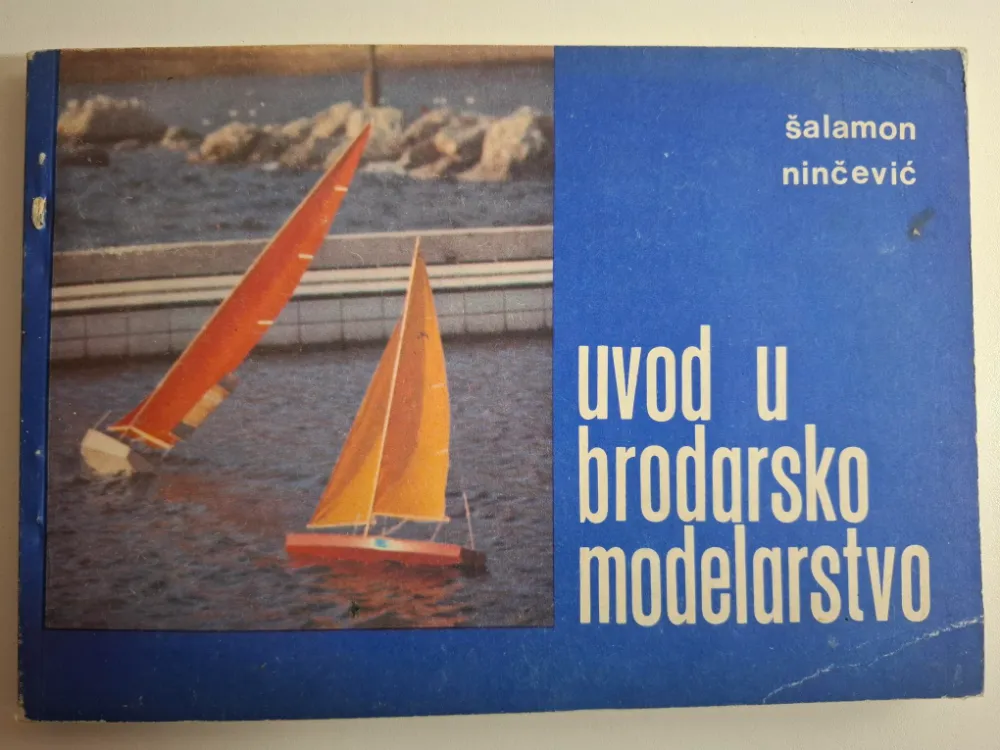 šalamon
ninčević
uvod u
brodarsko
modelarstvo